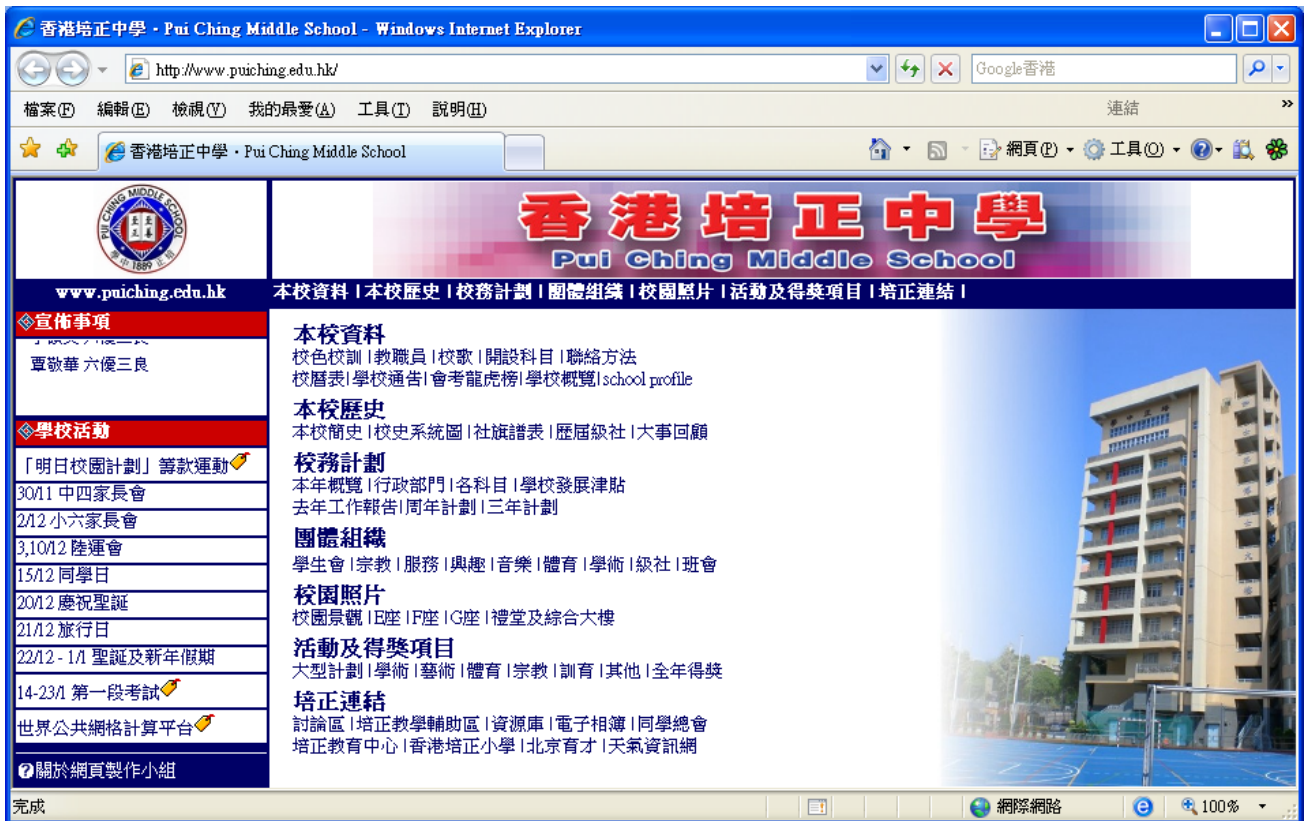 香港培正中學・Pui Ching Middle School - Windows Internet Explorer
http://www.puiching.edu.hk/
Google香港
檔案(F) 編輯(E) 檢視(V) 我的最愛(A) 工具(T) 說明(H)
連結 »
香港培正中學・Pui Ching Middle School
網頁(P) 工具(O)
PUI CHING MIDDLE SCHOOL
1889
香港培正中學
Pui Ching Middle School
www.puiching.edu.hk
本校資料 | 本校歷史 | 校務計劃 | 團體組織 | 校園照片 | 活動及得獎項目 | 培正連結 |
宣佈事項
覃敬華 六優三良
學校活動
「明日校園計劃」籌款運動
30/11 中四家長會
2/12 小六家長會
3,10/12 陸運會
15/12 同學日
20/12 慶祝聖誕
21/12 旅行日
22/12 - 1/1 聖誕及新年假期
14-23/1 第一段考試
世界公共網格計算平台
關於網頁製作小組
本校資料
校色校訓 | 教職員 | 校歌 | 開設科目 | 聯絡方法
校曆表 | 學校通告 | 會考龍虎榜 | 學校概覽 | school profile
本校歷史
本校簡史 | 校史系統圖 | 社旗譜表 | 歷屆級社 | 大事回顧
校務計劃
本年概覽 | 行政部門 | 各科目 | 學校發展津貼
去年工作報告 | 周年計劃 | 三年計劃
團體組織
學生會 | 宗教 | 服務 | 興趣 | 音樂 | 體育 | 學術 | 級社 | 班會
校園照片
校園景觀 | E座 | F座 | G座 | 禮堂及綜合大樓
活動及得獎項目
大型計劃 | 學術 | 藝術 | 體育 | 宗教 | 訓育 | 其他 | 全年得獎
培正連結
討論區 | 培正教學輔助區 | 資源庫 | 電子相簿 | 同學總會
培正教育中心 | 香港培正小學 | 北京育才 | 天氣資訊網
完成
網際網路
100%